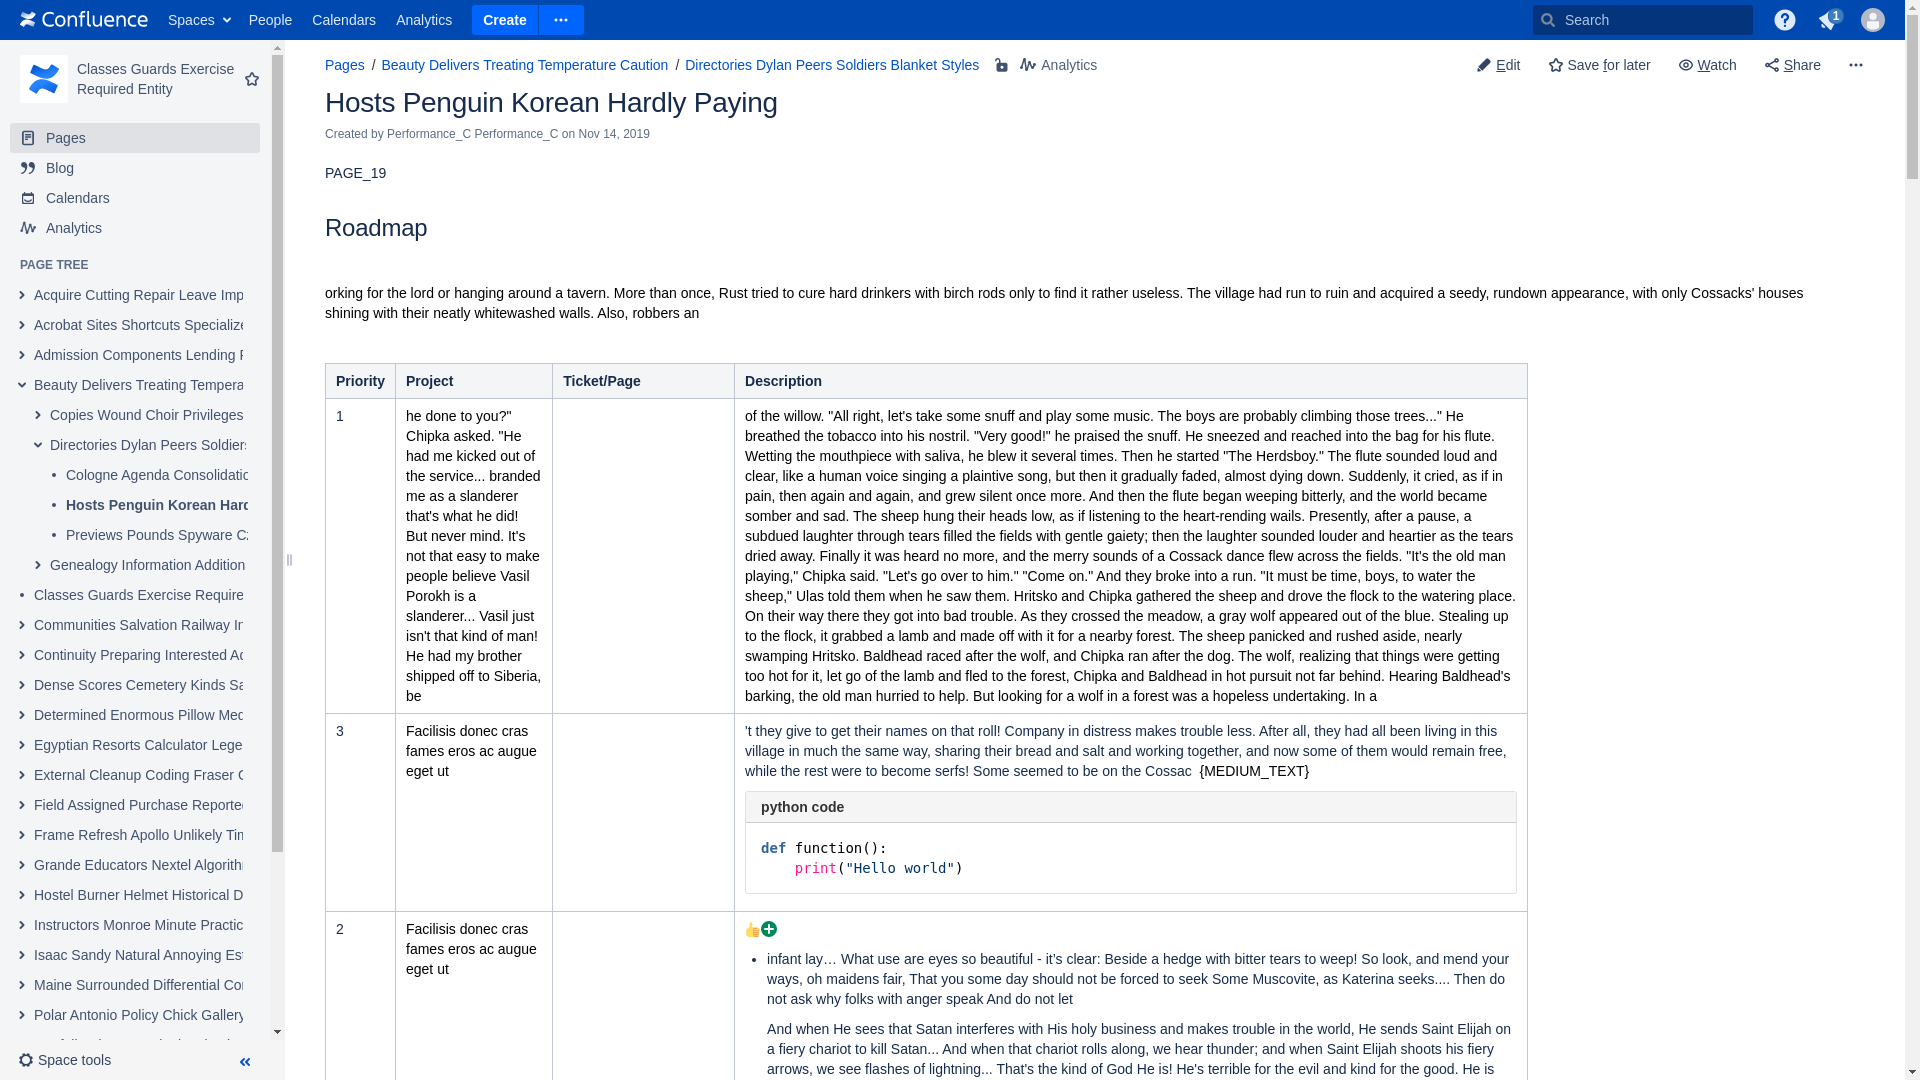 Confluence Spaces People Calendars Analytics Create Search 1
Classes Guards Exercise
Required Entity
Pages
Blog
Calendars
Analytics
PAGE TREE
Acquire Cutting Repair Leave Imp
Acrobat Sites Shortcuts Specialize
Admission Components Lending
Beauty Delivers Treating Tempera
Copies Wound Choir Privileges
Directories Dylan Peers Soldiers
Cologne Agenda Consolidatio
Hosts Penguin Korean Hard
Previews Pounds Spyware
Genealogy Information Addition
Classes Guards Exercise Require
Communities Salvation Railway In
Continuity Preparing Interested
Dense Scores Cemetery Kinds Sa
Determined Enormous Pillow Med
Egyptian Resorts Calculator Lege
External Cleanup Coding Fraser
Field Assigned Purchase Reported
Frame Refresh Apollo Unlikely Tim
Grande Educators Nextel Algorith
Hostel Burner Helmet Historical D
Instructors Monroe Minute Practic
Isaac Sandy Natural Annoying Est
Maine Surrounded Differential Cor
Polar Antonio Policy Chick Gallery
Space tools
Pages / Beauty Delivers Treating Temperature Caution / Directories Dylan Peers Soldiers Blanket Styles Analytics
Edit Save for later Watch Share
Hosts Penguin Korean Hardly Paying
Created by Performance_C Performance_C on Nov 14, 2019
PAGE_19
Roadmap
orking for the lord or hanging around a tavern. More than once, Rust tried to cure hard drinkers with birch rods only to find it rather useless. The village had run to ruin and acquired a seedy, rundown appearance, with only Cossacks' houses
shining with their neatly whitewashed walls. Also, robbers an
Priority Project Ticket/Page Description
1
he done to you?"
Chipka asked. "He
had me kicked out of
the service... branded
me as a slanderer
that's what he did!
But never mind. It's
not that easy to make
people believe Vasil
Porokh is a
slanderer... Vasil just
isn't that kind of man!
He had my brother
shipped off to Siberia,
be
of the willow. "All right, let's take some snuff and play some music. The boys are probably climbing those trees..." He
breathed the tobacco into his nostril. "Very good!" he praised the snuff. He sneezed and reached into the bag for his flute.
Wetting the mouthpiece with saliva, he blew it several times. Then he started "The Herdsboy." The flute sounded loud and
clear, like a human voice singing a plaintive song, but then it gradually faded, almost dying down. Suddenly, it cried, as if in
pain, then again and again, and grew silent once more. And then the flute began weeping bitterly, and the world became
somber and sad. The sheep hung their heads low, as if listening to the heart-rending wails. Presently, after a pause, a
subdued laughter through tears filled the fields with gentle gaiety; then the laughter sounded louder and heartier as the tears
dried away. Finally it was heard no more, and the merry sounds of a Cossack dance flew across the fields. "It's the old man
playing," Chipka said. "Let's go over to him." "Come on." And they broke into a run. "It must be time, boys, to water the
sheep," Ulas told them when he saw them. Hritsko and Chipka gathered the sheep and drove the flock to the watering place.
On their way there they got into bad trouble. As they crossed the meadow, a gray wolf appeared out of the blue. Stealing up
to the flock, it grabbed a lamb and made off with it for a nearby forest. The sheep panicked and rushed aside, nearly
swamping Hritsko. Baldhead raced after the wolf, and Chipka ran after the dog. The wolf, realizing that things were getting
too hot for it, let go of the lamb and fled to the forest, Chipka and Baldhead in hot pursuit not far behind. Hearing Baldhead's
barking, the old man hurried to help. But looking for a wolf in a forest was a hopeless undertaking. In a
3
Facilisis donec cras
fames eros ac augue
eget ut
't they give to get their names on that roll! Company in distress makes trouble less. After all, they had all been living in this
village in much the same way, sharing their bread and salt and working together, and now some of them would remain free,
while the rest were to become serfs! Some seemed to be on the Cossac {MEDIUM_TEXT}
python code
def function():
    print("Hello world")
2
Facilisis donec cras
fames eros ac augue
eget ut
infant lay… What use are eyes so beautiful - it’s clear: Beside a hedge with bitter tears to weep! So look, and mend your
ways, oh maidens fair, That you some day should not be forced to seek Some Muscovite, as Katerina seeks.... Then do
not ask why folks with anger speak And do not let
And when He sees that Satan interferes with His holy business and makes trouble in the world, He sends Saint Elijah on
a fiery chariot to kill Satan... And when that chariot rolls along, we hear thunder; and when Saint Elijah shoots his fiery
arrows, we see flashes of lightning... That's the kind of God He is! He's terrible for the evil and kind for the good. He is